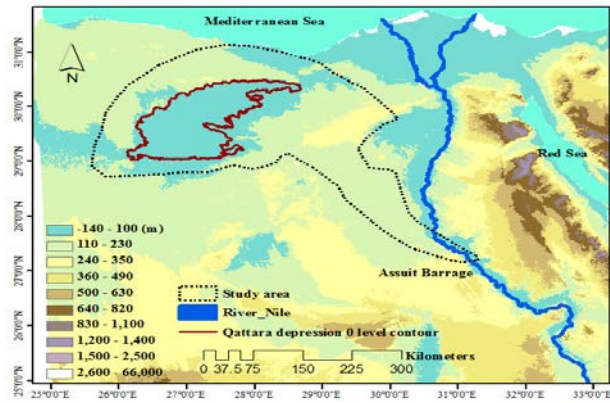 Mediterranean Sea
N
Red Sea
Assuit Barrage
-140 - 100 (m)
110 - 230
240 - 350
360 - 490
500 - 630
640 - 820
830 - 1,100
1,200 - 1,400
1,500 - 2,500
2,600 - 66,000
Study area
River_Nile
Qattara depression 0 level contour
Kilometers
0 37.5 75 150 225 300
31°0'0"N
30°0'0"N
27°0'0"N
26°0'0"N
25°0'0"N
25°0'0"E 26°0'0"E 27°0'0"E 28°0'0"E 29°0'0"E 30°0'0"E 31°0'0"E 32°0'0"E 33°0'0"E